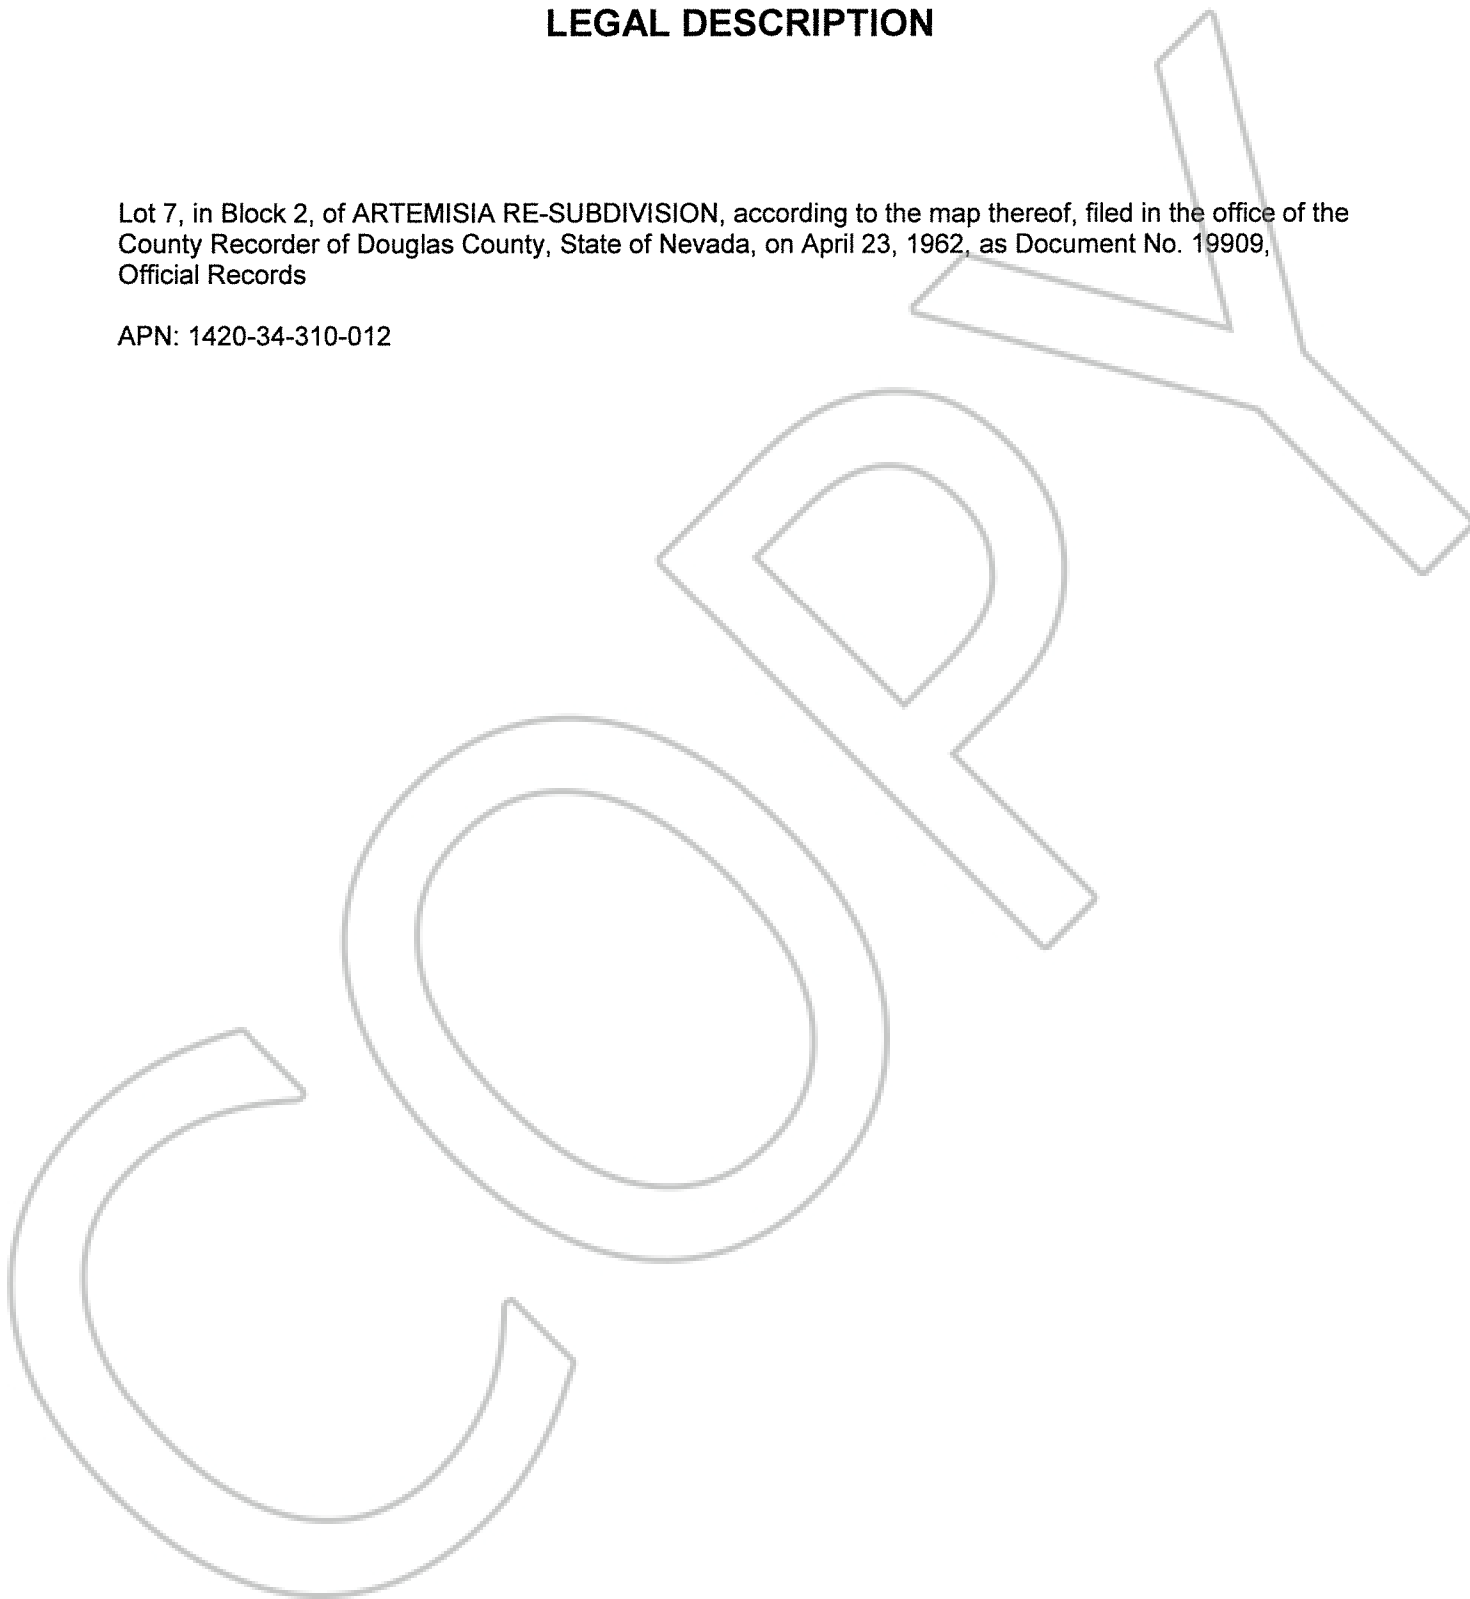 LEGAL DESCRIPTION
Lot 7, in Block 2, of ARTEMISIA RE-SUBDIVISION, according to the map thereof, filed in the office of the
County Recorder of Douglas County, State of Nevada, on April 23, 1962, as Document No. 19909,
Official Records
APN: 1420-34-310-012
COPY